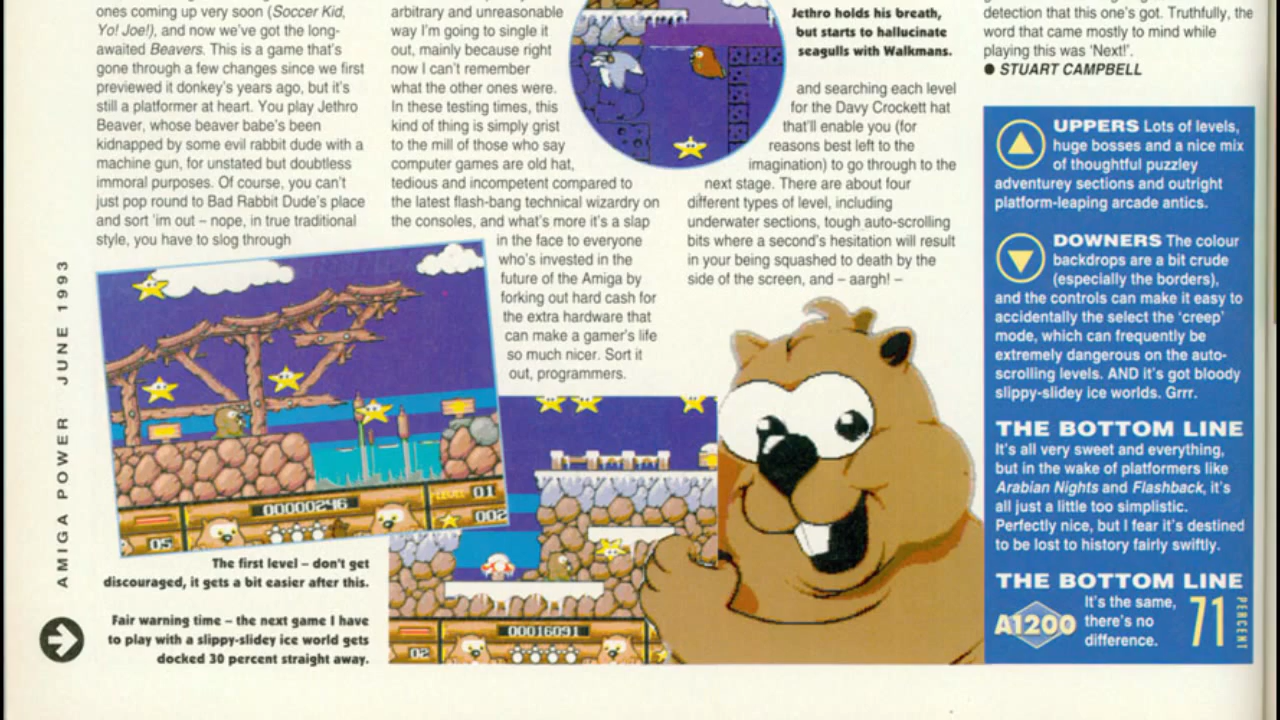 ones coming up very soon (Soccer Kid,
Yo! Joe!), and now we've got the long-
awaited Beavers. This is a game that's
gone through a few changes since we first
previewed it donkey's years ago, but it's
still a platformer at heart. You play Jethro
Beaver, whose beaver babe's been
kidnapped by some evil rabbit dude with a
machine gun, for unstated but doubtless
immoral purposes. Of course, you can't
just pop round to Bad Rabbit Dude's place
and sort 'im out – nope, in true traditional
style, you have to slog through
arbitrary and unreasonable
way I'm going to single it
out, mainly because right
now I can't remember
what the other ones were.
In these testing times, this
kind of thing is simply grist
to the mill of those who say
computer games are old hat,
tedious and incompetent compared to
the latest flash-bang technical wizardry on
the consoles, and what's more it's a slap
in the face to everyone
who's invested in the
future of the Amiga by
forking out hard cash for
the extra hardware that
can make a gamer's life
so much nicer. Sort it
out, programmers.
Jethro holds his breath,
but starts to hallucinate
seagulls with Walkmans.
and searching each level
for the Davy Crockett hat
that'll enable you (for
reasons best left to the
imagination) to go through to the
next stage. There are about four
different types of level, including
underwater sections, tough auto-scrolling
bits where a second's hesitation will result
in your being squashed to death by the
side of the screen, and – aargh! –
detection that this one's got. Truthfully, the
word that came mostly to mind while
playing this was 'Next!'.
● STUART CAMPBELL
UPPERS Lots of levels,
huge bosses and a nice mix
of thoughtful puzzley
adventurey sections and outright
platform-leaping arcade antics.
DOWNERS The colour
backdrops are a bit crude
(especially the borders),
and the controls can make it easy to
accidentally the select the 'creep'
mode, which can frequently be
extremely dangerous on the auto-
scrolling levels. AND it's got bloody
slippy-slidey ice worlds. Grrr.
THE BOTTOM LINE
It's all very sweet and everything,
but in the wake of platformers like
Arabian Nights and Flashback, it's
all just a little too simplistic.
Perfectly nice, but I fear it's destined
to be lost to history fairly swiftly.
THE BOTTOM LINE
A1200
It's the same,
there's no
difference.
71 PERCENT
AMIGA POWER JUNE 1993
05
00000246
LEVEL 01
002
The first level – don't get
discouraged, it gets a bit easier after this.
Fair warning time – the next game I have
to play with a slippy-slidey ice world gets
docked 30 percent straight away.
02
00016091